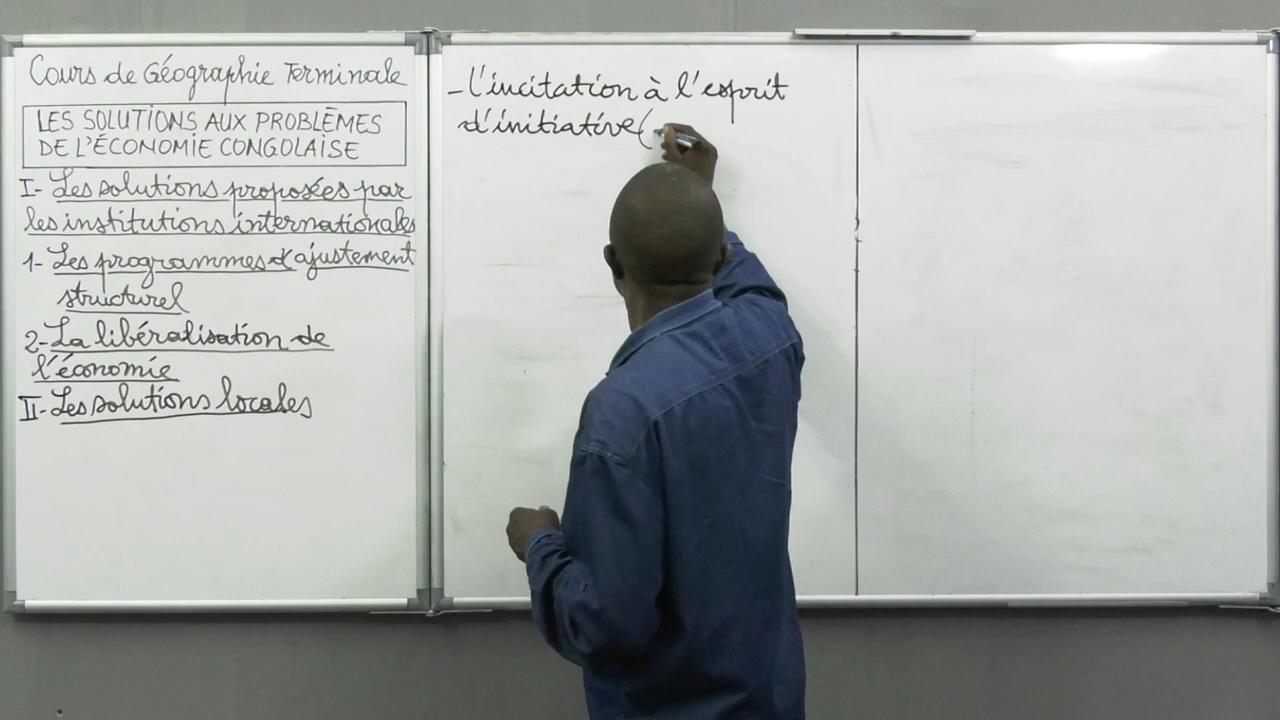 Cours de Géographie Terminale
LES SOLUTIONS AUX PROBLÈMES
DE L'ÉCONOMIE CONGOLAISE
I- Les solutions proposées par
les institutions internationales
1- Les programmes d'ajustement
structurel
2- La libéralisation de
l'économie
II- Les solutions locales
- l'incitation à l'esprit
d'initiative(